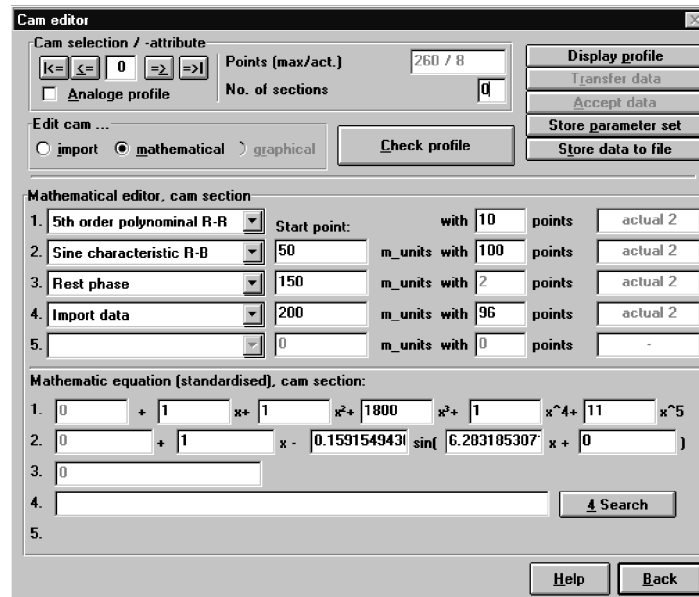 Cam editor
Cam selection / -attribute
|<= <= 0 => =>|
Analoge profile
Points (max/act.) 260 / 8
No. of sections 0
Display profile
Transfer data
Accept data
Store parameter set
Store data to file
Edit cam ...
import mathematical graphical
Check profile
Mathematical editor, cam section
Start point:
1. 5th order polynominal R-R with 10 points actual 2
2. Sine characteristic R-B 50 m_units with 100 points actual 2
3. Rest phase 150 m_units with 2 points actual 2
4. Import data 200 m_units with 96 points actual 2
5. 0 m_units with 0 points -
Mathematic equation (standardised), cam section:
1. 0 + 1 x+ 1 x²+ 1800 x³+ 1 x^4+ 11 x^5
2. 0 + 1 x - 0.159154943 sin( 6.283185307 x + 0 )
3. 0
4. 4 Search
5.
Help Back